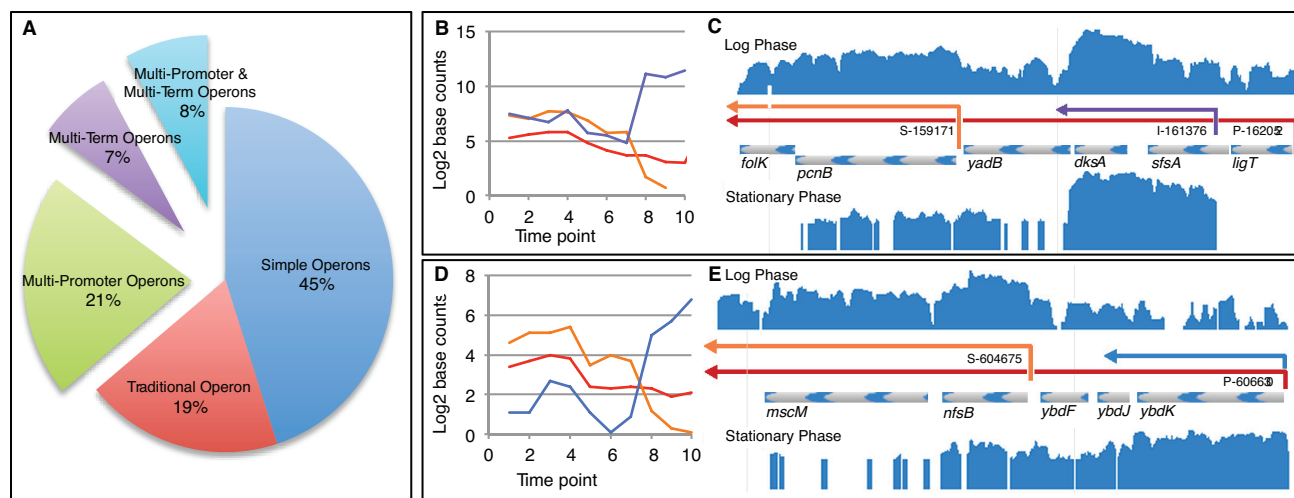 A
Multi-Promoter &
Multi-Term Operons
8%
Multi-Term Operons
7%
Multi-Promoter Operons
21%
Simple Operons
45%
Traditional Operon
19%
B
Log2 base counts
15
10
5
0
0 2 4 6 8 10
Time point
C
Log Phase
S-159171
I-161376
P-16205
folK
pcnB
yadB
dksA
sfsA
ligT
Stationary Phase
D
Log2 base counts
8
6
4
2
0
0 2 4 6 8 10
Time point
E
Log Phase
S-604675
P-60663
mscM
nfsB
ybdF
ybdJ
ybdK
Stationary Phase